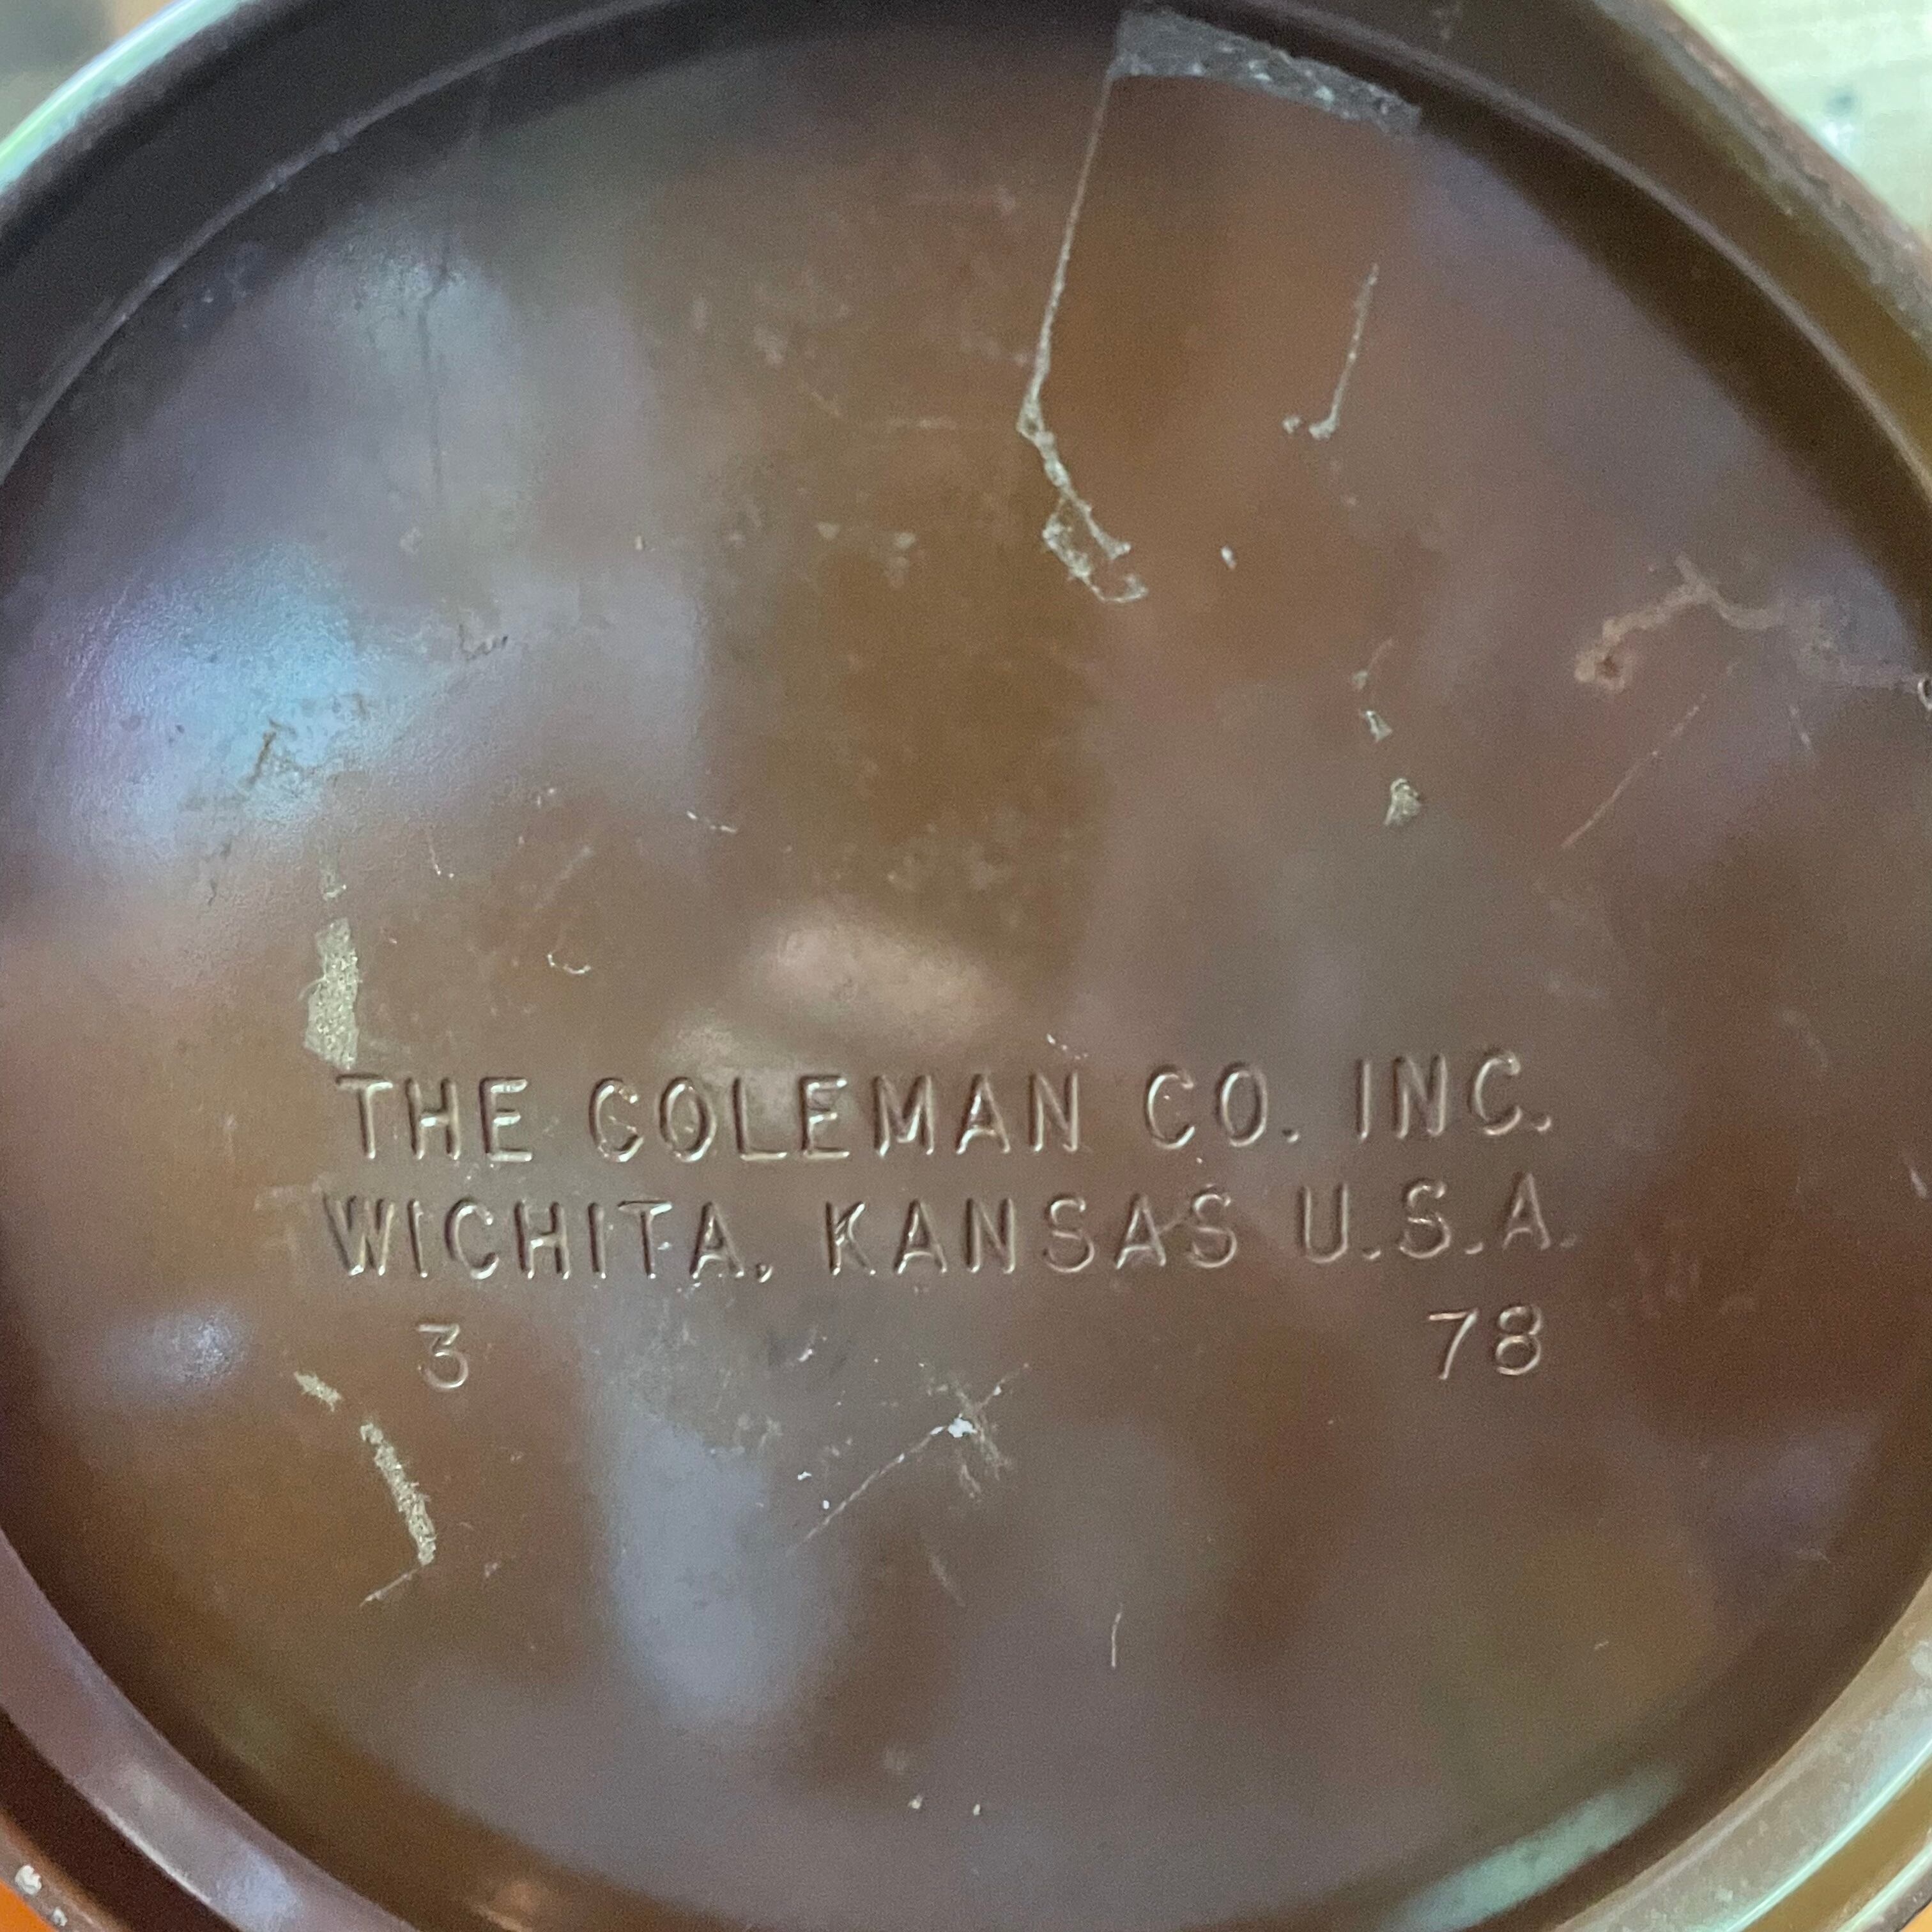 THE COLEMAN CO. INC.
WICHITA, KANSAS U.S.A.
3 78